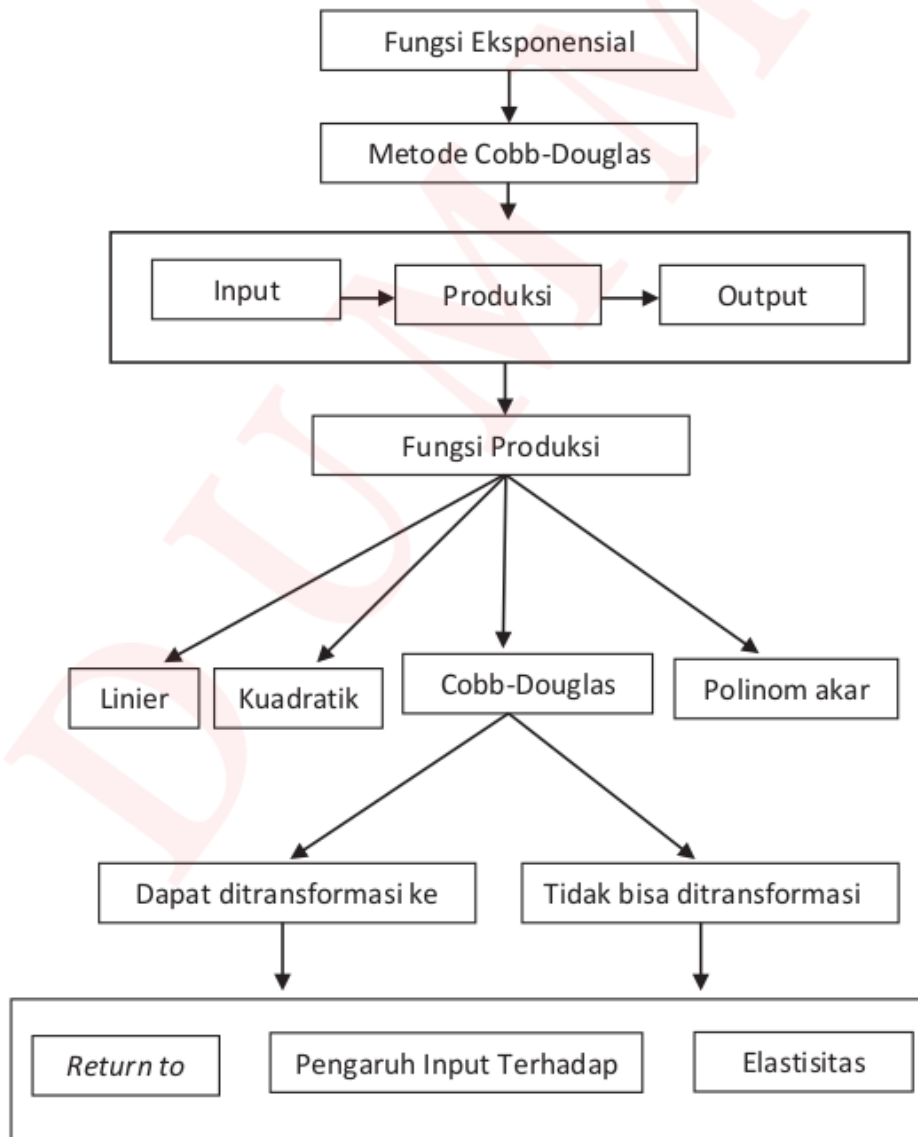 Fungsi Eksponensial
Metode Cobb-Douglas
Input
Produksi
Output
Fungsi Produksi
Linier
Kuadratik
Cobb-Douglas
Polinom akar
Dapat ditransformasi ke
Tidak bisa ditransformasi
Return to
Pengaruh Input Terhadap
Elastisitas
DUMM